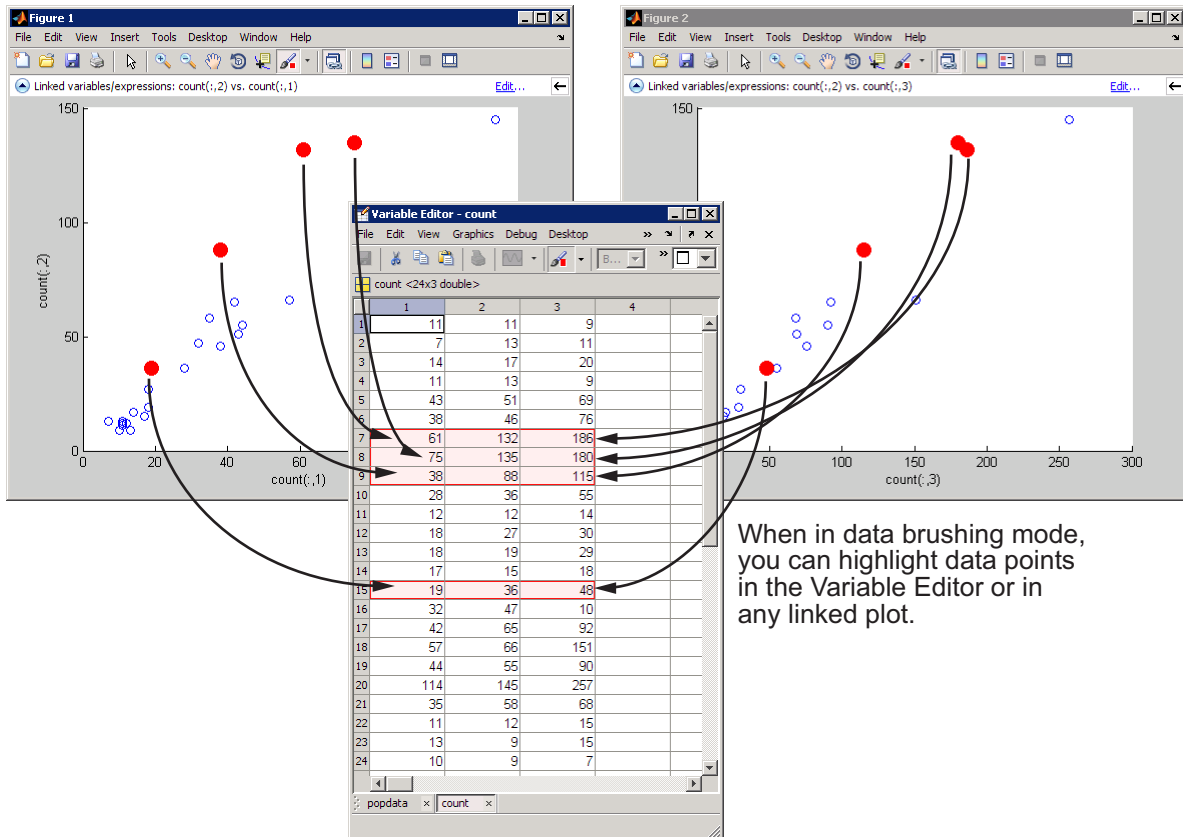 Figure 1
File Edit View Insert Tools Desktop Window Help
Linked variables/expressions: count(:,2) vs. count(:,1) Edit...
150
100
50
0
count(:,2)
0 20 40 60
count(:,1)
Figure 2
File Edit View Insert Tools Desktop Window Help
Linked variables/expressions: count(:,2) vs. count(:,3) Edit...
150
50 100 150 200 250 300
count(:,3)
Variable Editor - count
File Edit View Graphics Debug Desktop » 
B... »
count <24x3 double>
1 2 3 4
1 11 11 9
2 7 13 11
3 14 17 20
4 11 13 9
5 43 51 69
6 38 46 76
7 61 132 186
8 75 135 180
9 38 88 115
10 28 36 55
11 12 12 14
12 18 27 30
13 18 19 29
14 17 15 18
15 19 36 48
16 32 47 10
17 42 65 92
18 57 66 151
19 44 55 90
20 114 145 257
21 35 58 68
22 11 12 15
23 13 9 15
24 10 9 7
popdata × count ×
When in data brushing mode,
you can highlight data points
in the Variable Editor or in
any linked plot.